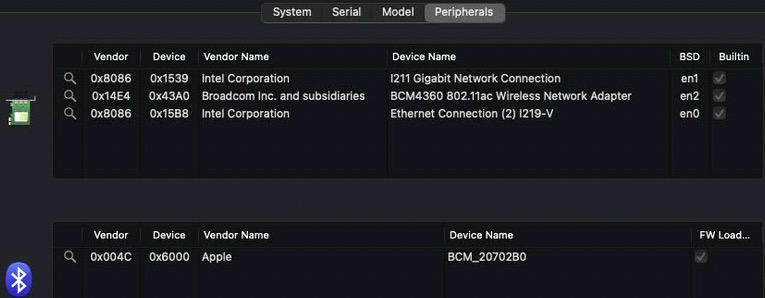 System Serial Model Peripherals
Vendor Device Vendor Name Device Name BSD Builtin
0x8086 0x1539 Intel Corporation I211 Gigabit Network Connection en1
0x14E4 0x43A0 Broadcom Inc. and subsidiaries BCM4360 802.11ac Wireless Network Adapter en2
0x8086 0x15B8 Intel Corporation Ethernet Connection (2) I219-V en0
Vendor Device Vendor Name Device Name FW Load...
0x004C 0x6000 Apple BCM_20702B0